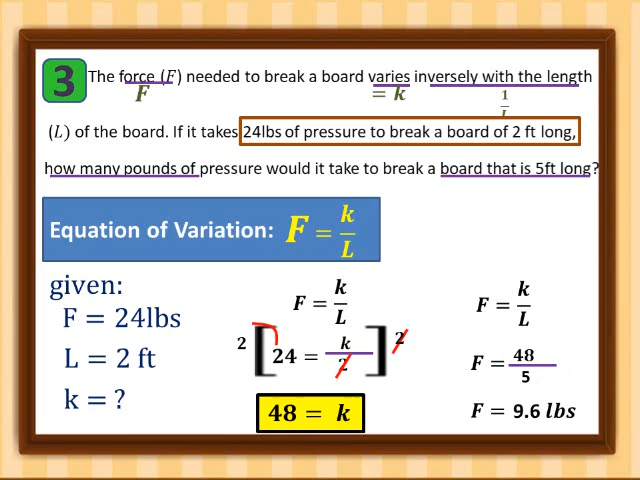 3 The force (F) needed to break a board varies inversely with the length
F = k 1/L
(L) of the board. If it takes 24lbs of pressure to break a board of 2 ft long,
how many pounds of pressure would it take to break a board that is 5ft long?
Equation of Variation: F = k/L
given:
F = 24lbs
L = 2 ft
k = ?
F = k/L
2 [ 24 = k/2 ] 2
48 = k
F = k/L
F = 48/5
F = 9.6 lbs